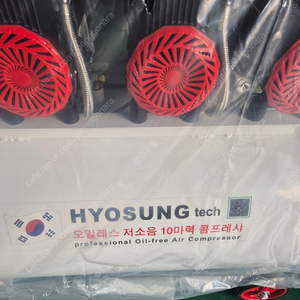 HYOSUNG tech
오일레스 저소음 10마력 콤프레샤
professional Oil-free Air Compressor